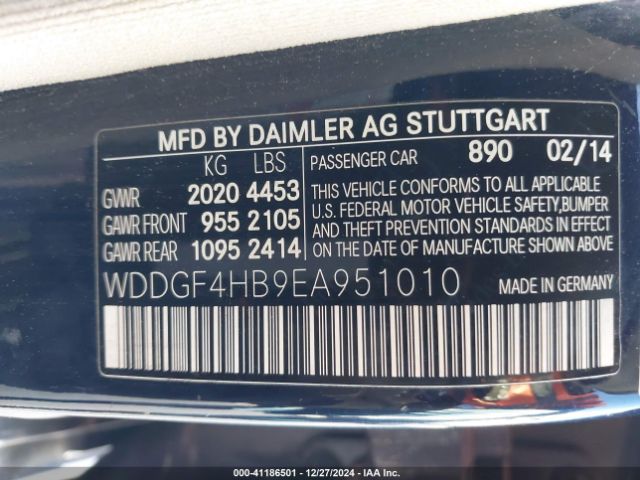 MFD BY DAIMLER AG STUTTGART
KG LBS
GVWR 2020 4453
GAWR FRONT 955 2105
GAWR REAR 1095 2414
PASSENGER CAR 890 02/14
THIS VEHICLE CONFORMS TO ALL APPLICABLE
U.S. FEDERAL MOTOR VEHICLE SAFETY,BUMPER
AND THEFT PREVENTION STANDARDS IN EFFECT
ON THE DATE OF MANUFACTURE SHOWN ABOVE
WDDGF4HB9EA951010
MADE IN GERMANY
000-41186501 • 12/27/2024 • IAA Inc.